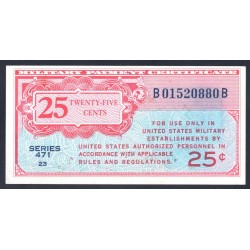 MILITARY PAYMENT CERTIFICATE
B01520880B
25 TWENTY-FIVE CENTS
FOR USE ONLY IN
UNITED STATES MILITARY
ESTABLISHMENTS BY
UNITED STATES AUTHORIZED PERSONNEL IN
ACCORDANCE WITH APPLICABLE
RULES AND REGULATIONS.
SERIES
471
23
25¢